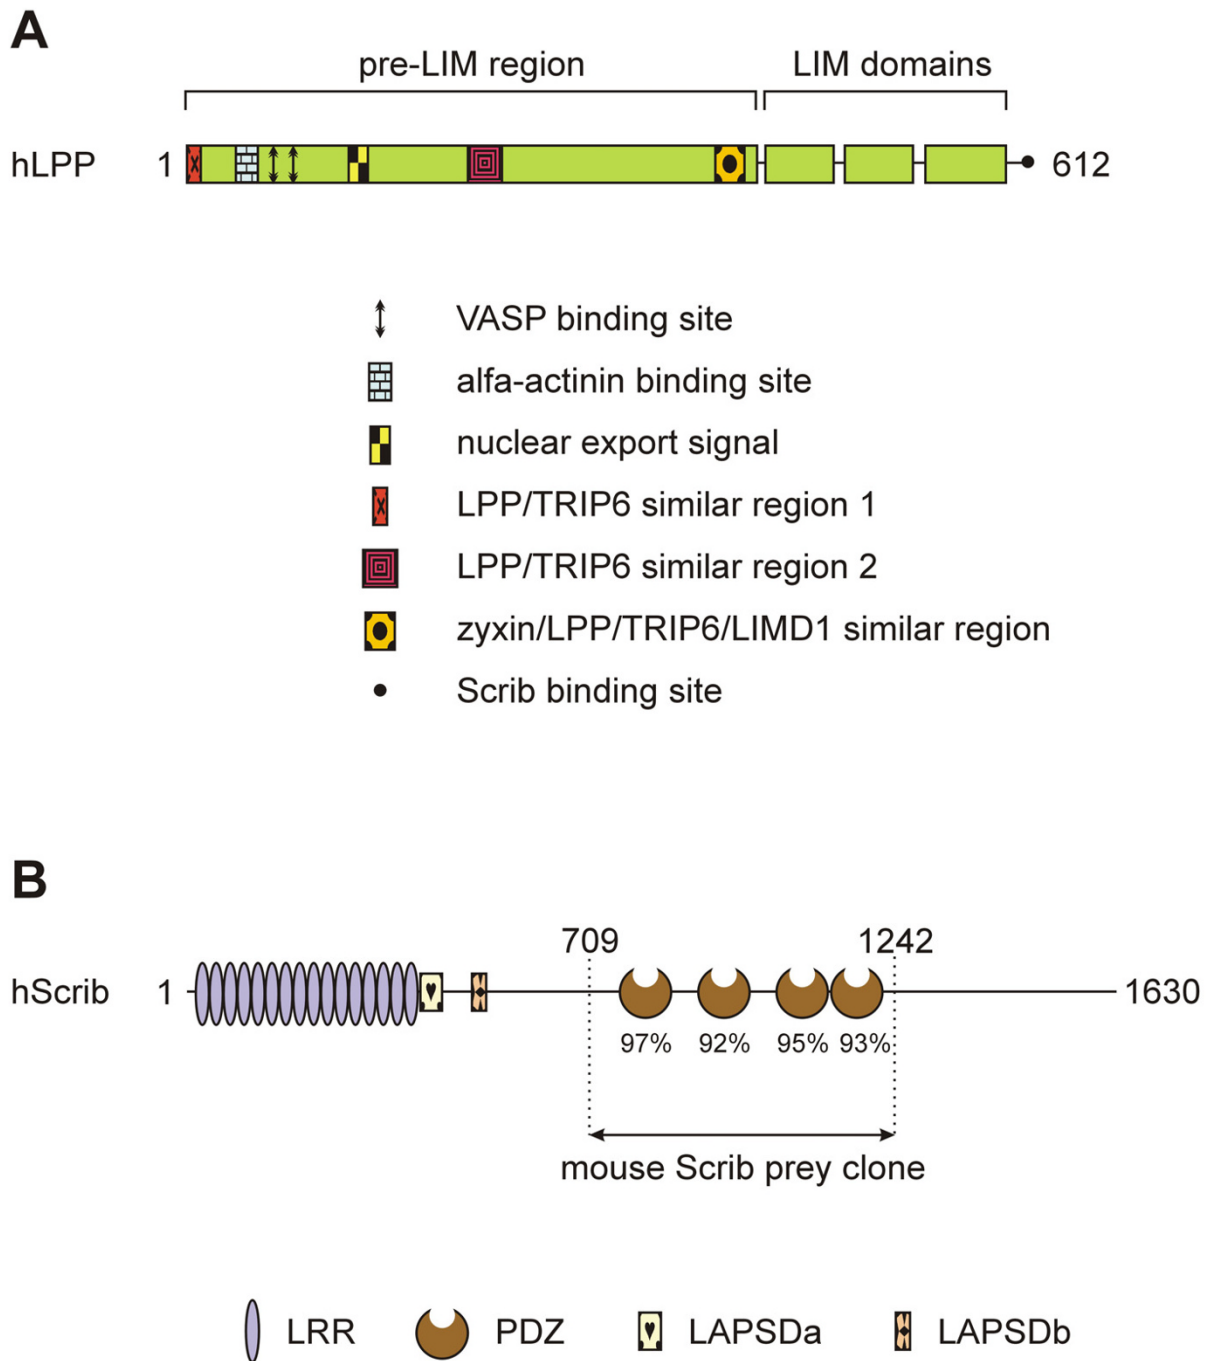 A
pre-LIM region LIM domains
hLPP 1 612
VASP binding site
alfa-actinin binding site
nuclear export signal
LPP/TRIP6 similar region 1
LPP/TRIP6 similar region 2
zyxin/LPP/TRIP6/LIMD1 similar region
Scrib binding site
B
709 1242
hScrib 1 1630
97% 92% 95% 93%
mouse Scrib prey clone
LRR PDZ LAPSDa LAPSDb